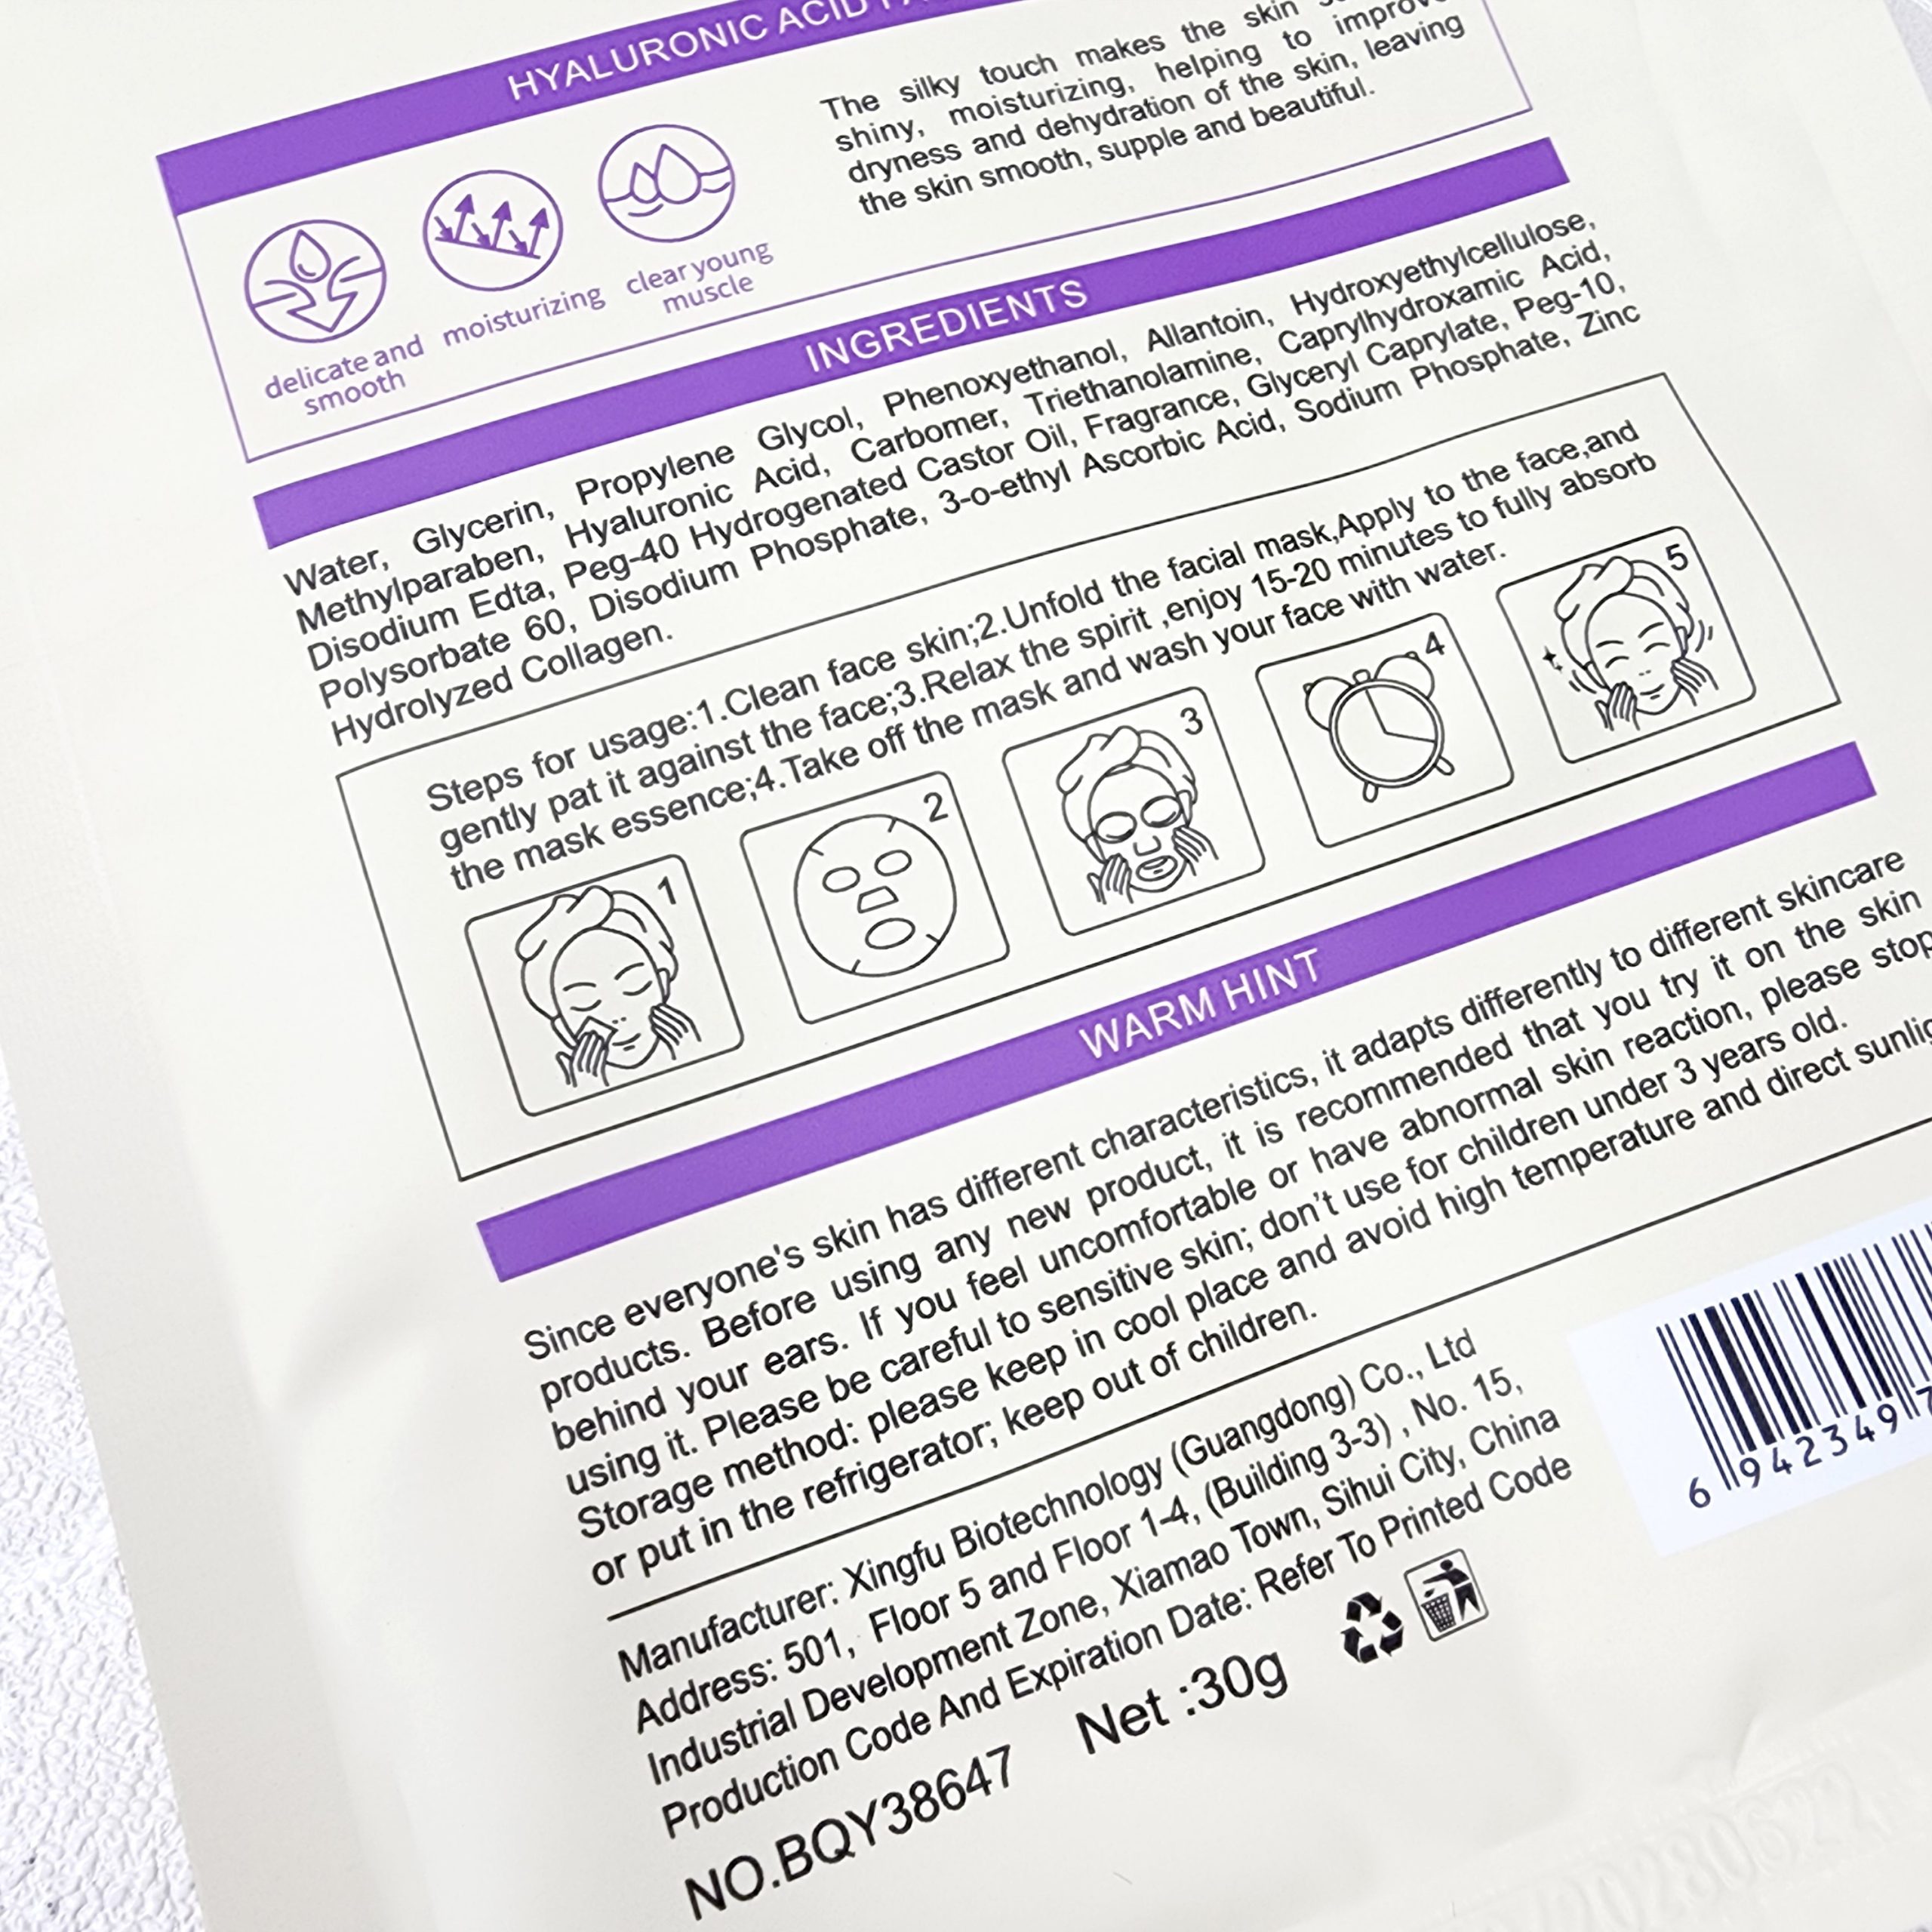 HYALURONIC ACID
delicate and
smooth
moisturizing
clear young
muscle
The silky touch makes the skin
shiny, moisturizing, helping to improve
dryness and dehydration of the skin, leaving
the skin smooth, supple and beautiful.
INGREDIENTS
Water, Glycerin, Propylene Glycol, Phenoxyethanol, Allantoin, Hydroxyethylcellulose,
Methylparaben, Hyaluronic Acid, Carbomer, Triethanolamine, Caprylhydroxamic Acid,
Disodium Edta, Peg-40 Hydrogenated Castor Oil, Fragrance, Glyceryl Caprylate, Peg-10,
Polysorbate 60, Disodium Phosphate, 3-o-ethyl Ascorbic Acid, Sodium Phosphate, Zinc
Hydrolyzed Collagen.
Steps for usage:1.Clean face skin;2.Unfold the facial mask,Apply to the face,and
gently pat it against the face;3.Relax the spirit ,enjoy 15-20 minutes to fully absorb
the mask essence;4.Take off the mask and wash your face with water.
1
2
3
4
5
WARM HINT
Since everyone's skin has different characteristics, it adapts differently to different skincare
products. Before using any new product, it is recommended that you try it on the skin
behind your ears. If you feel uncomfortable or have abnormal skin reaction, please stop
using it. Please be careful to sensitive skin; don't use for children under 3 years old.
Storage method: please keep in cool place and avoid high temperature and direct
or put in the refrigerator; keep out of children.
Manufacturer: Xingfu Biotechnology (Guangdong) Co., Ltd
Address: 501, Floor 5 and Floor 1-4, (Building 3-3) , No. 15,
Industrial Development Zone, Xiamao Town, Sihui City, China
Production Code And Expiration Date: Refer To Printed Code
NO.BQY38647 Net :30g
6 942349
20280522